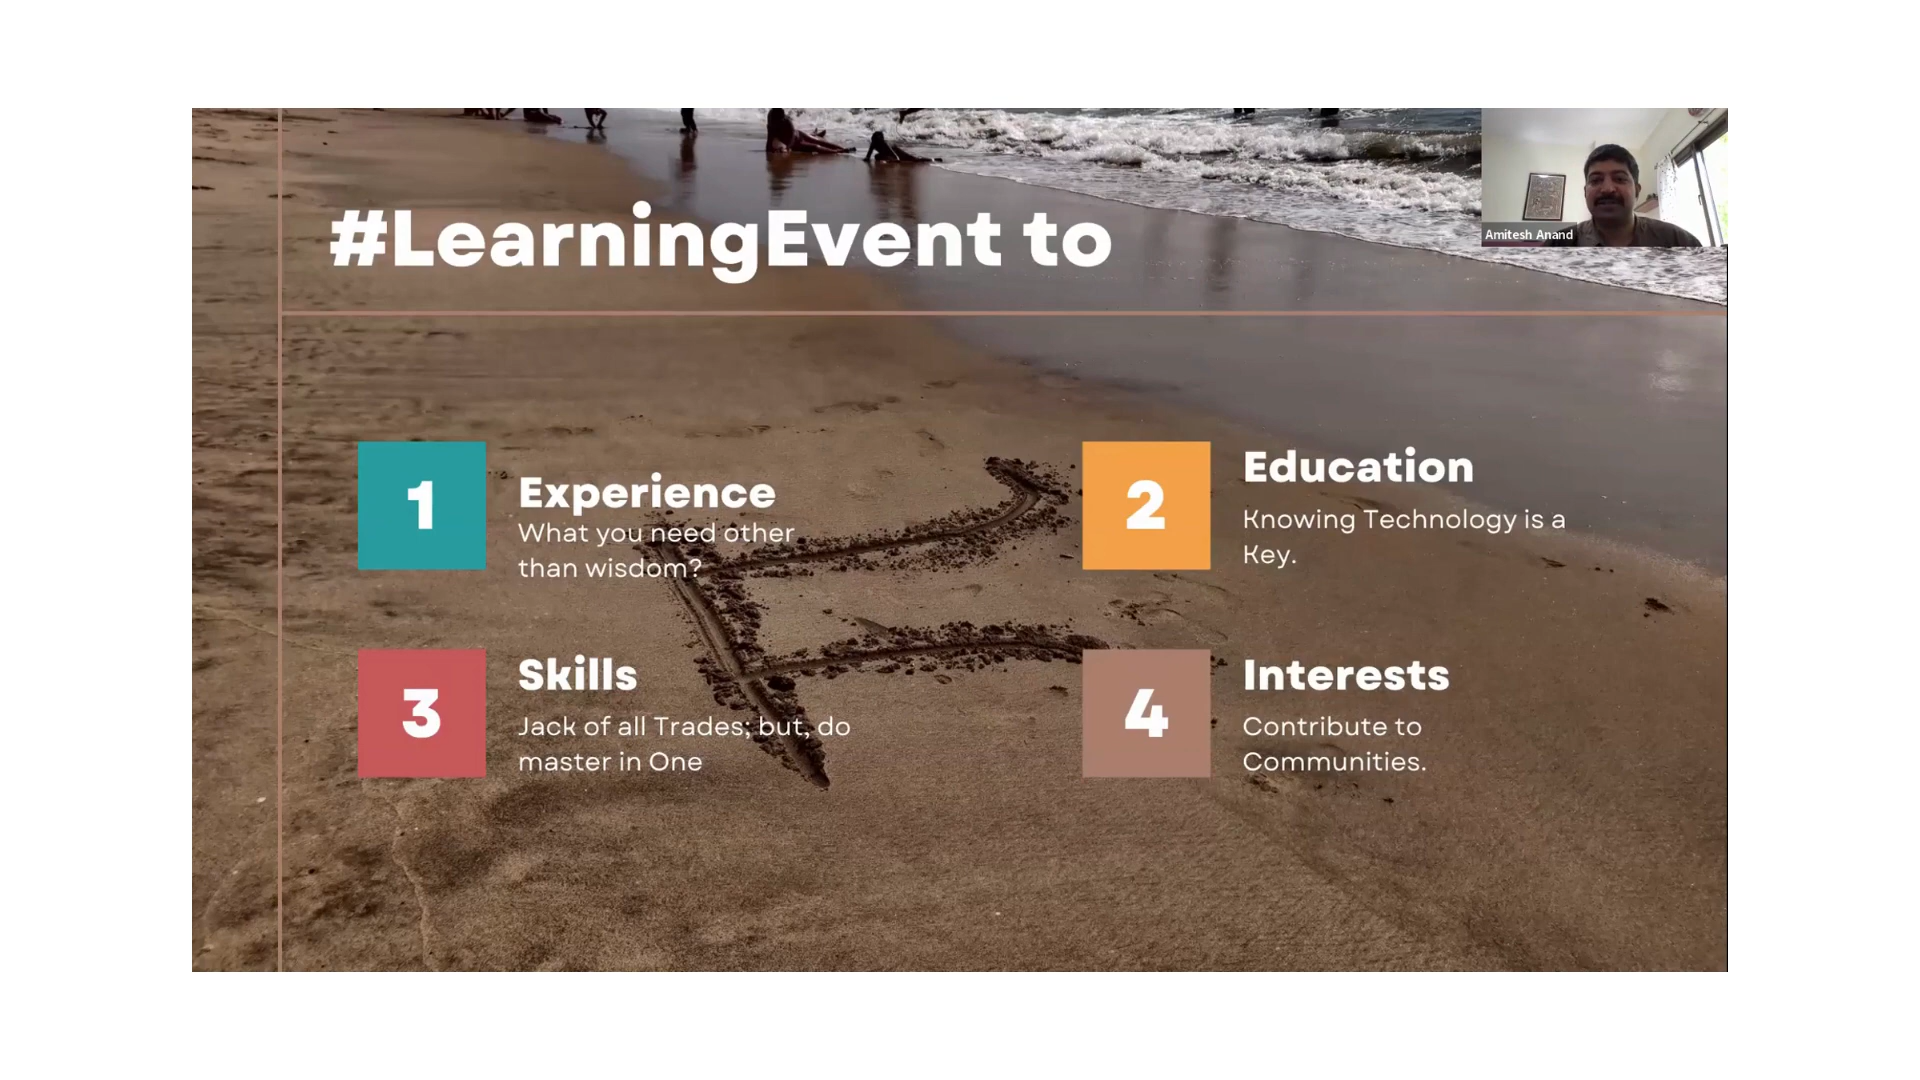 Amitesh Anand
#LearningEvent to
1
Experience
What you need other
than wisdom?
2
Education
Knowing Technology is a
Key.
3
Skills
Jack of all Trades; but, do
master in One
4
Interests
Contribute to
Communities.